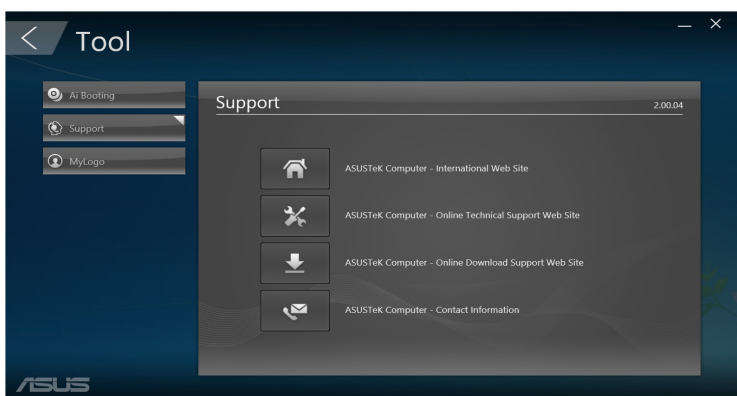 Tool
Ai Booting
Support
MyLogo
Support
2.00.04
ASUSTeK Computer - International Web Site
ASUSTeK Computer - Online Technical Support Web Site
ASUSTeK Computer - Online Download Support Web Site
ASUSTeK Computer - Contact Information
ASUS